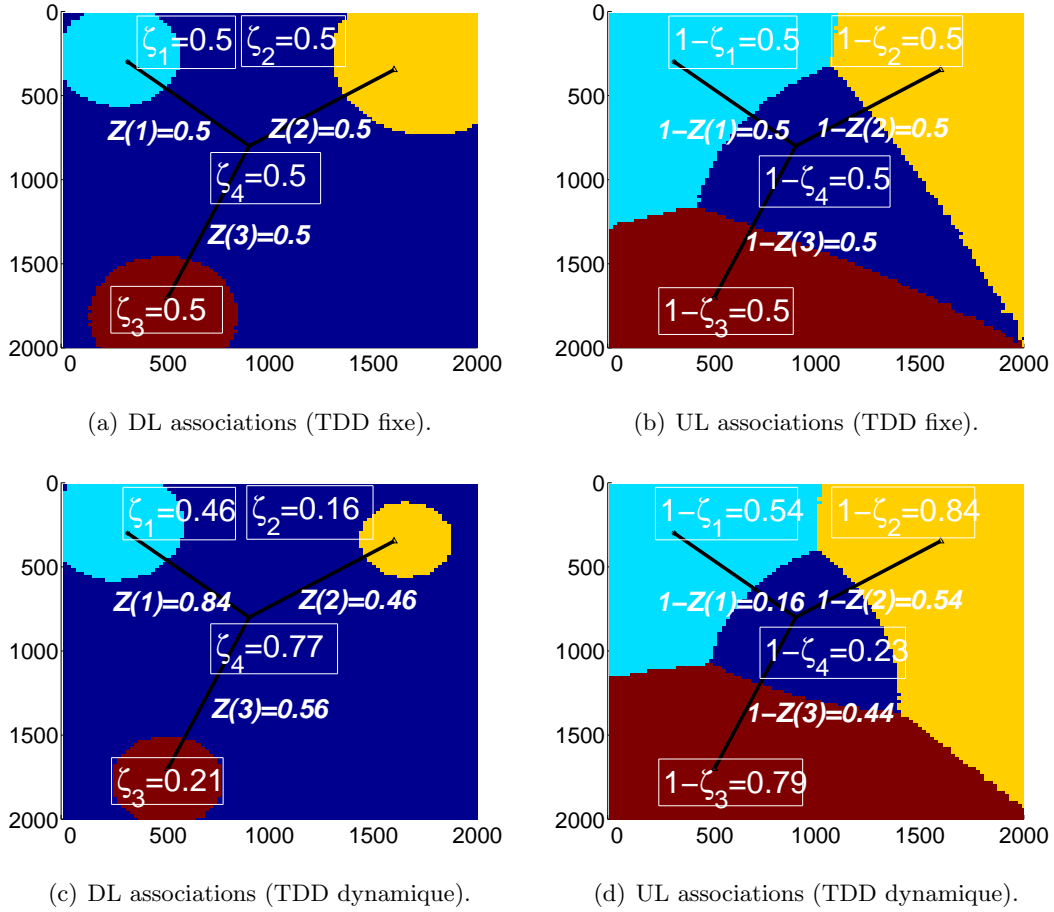 ζ1=0.5
ζ2=0.5
Z(1)=0.5
Z(2)=0.5
ζ4=0.5
Z(3)=0.5
ζ3=0.5
0
500
1000
1500
2000
0
500
1000
1500
2000
(a) DL associations (TDD fixe).
1−ζ1=0.5
1−ζ2=0.5
1−Z(1)=0.5
1−Z(2)=0.5
1−ζ4=0.5
1−Z(3)=0.5
1−ζ3=0.5
0
500
1000
1500
2000
0
500
1000
1500
2000
(b) UL associations (TDD fixe).
ζ1=0.46
ζ2=0.16
Z(1)=0.84
Z(2)=0.46
ζ4=0.77
Z(3)=0.56
ζ3=0.21
0
500
1000
1500
2000
0
500
1000
1500
2000
(c) DL associations (TDD dynamique).
1−ζ1=0.54
1−ζ2=0.84
1−Z(1)=0.16
1−Z(2)=0.54
1−ζ4=0.23
1−Z(3)=0.44
1−ζ3=0.79
0
500
1000
1500
2000
0
500
1000
1500
2000
(d) UL associations (TDD dynamique).